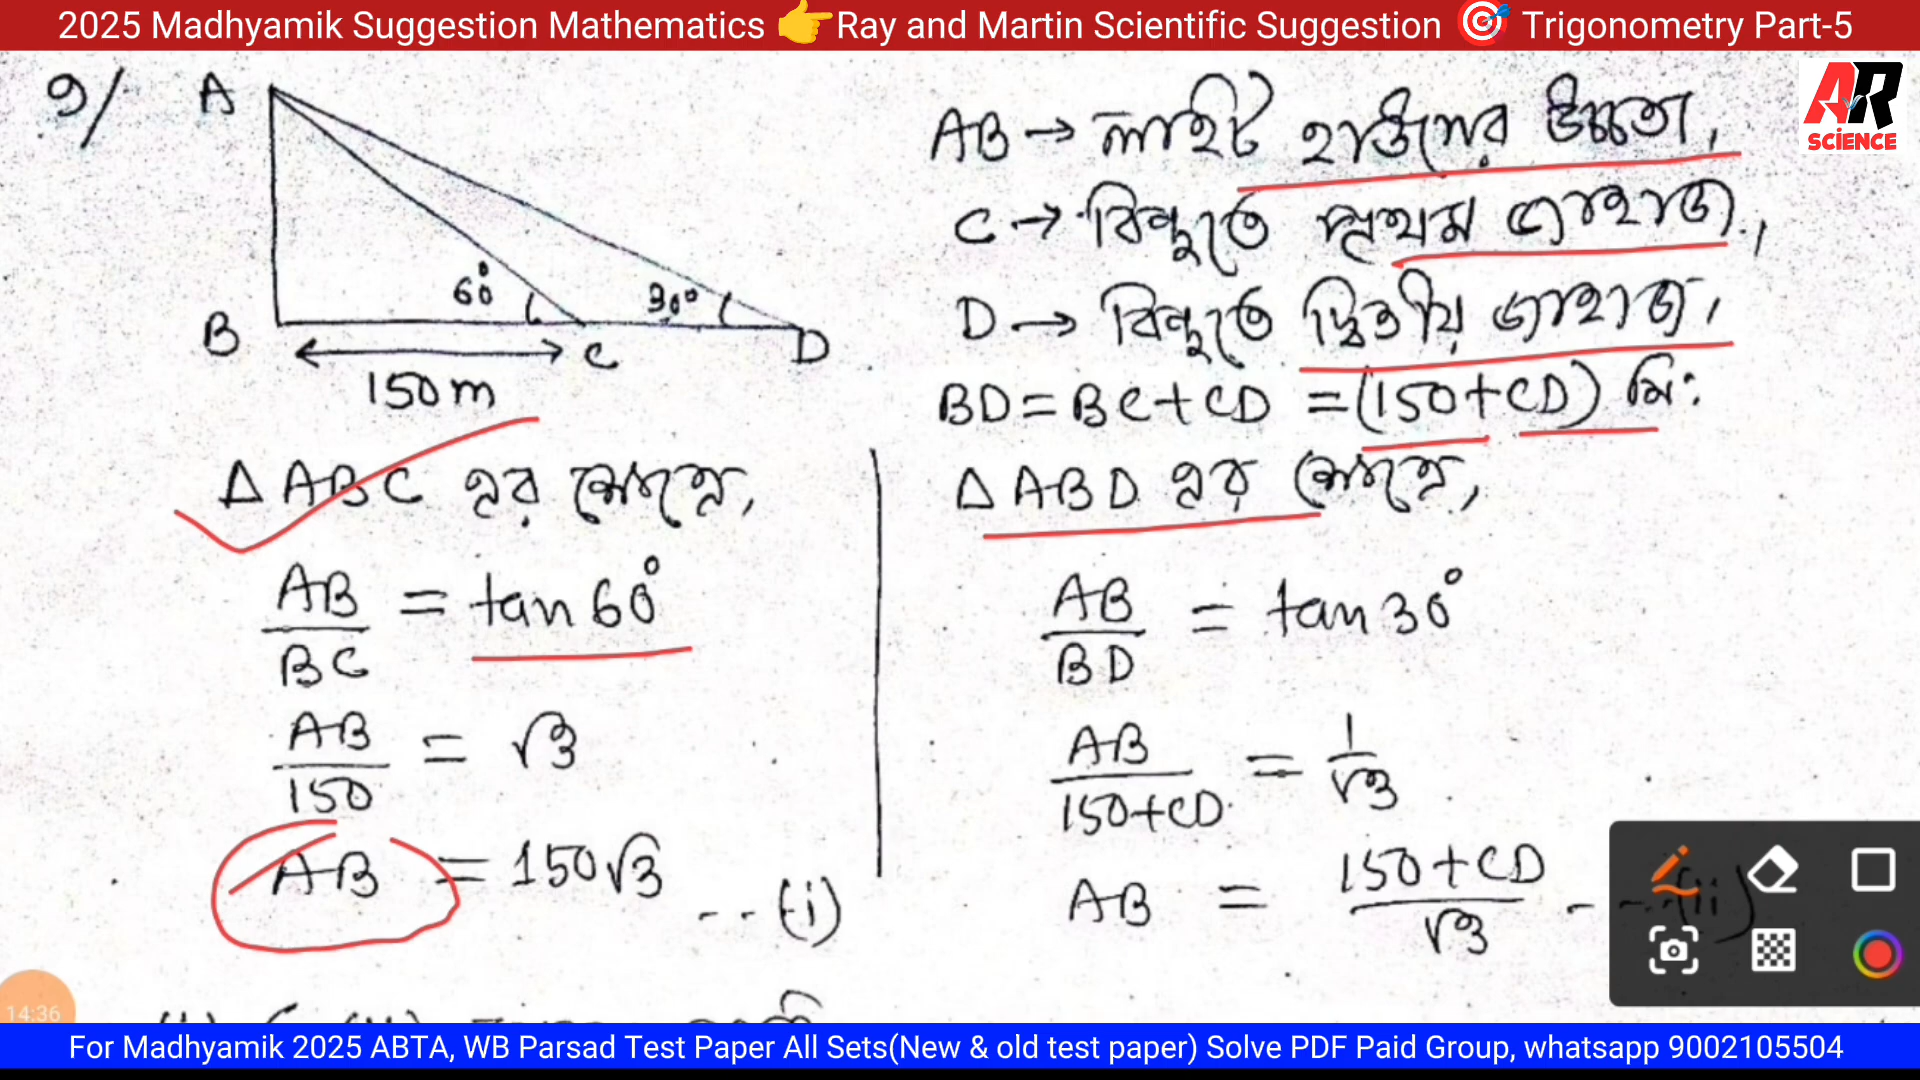 2025 Madhyamik Suggestion Mathematics 👉Ray and Martin Scientific Suggestion 🎯 Trigonometry Part-5
AR
SCIENCE
9/
A
B
C
D
60°
30°
150m
AB → লাইট হাউসের উচ্চতা,
C → বিন্দুতে প্রথম জাহাজ,
D → বিন্দুতে দ্বিতীয় জাহাজ,
BD = BC + CD = (150 + CD) মি:
Δ ABC এর ক্ষেত্রে,
AB/BC = tan 60°
AB/150 = √3
AB = 150√3 --(i)
Δ ABD এর ক্ষেত্রে,
AB/BD = tan 30°
AB/150+CD = 1/√3
AB = 150+CD/√3 ---(ii)
14:36
For Madhyamik 2025 ABTA, WB Parsad Test Paper All Sets(New & old test paper) Solve PDF Paid Group, whatsapp 9002105504